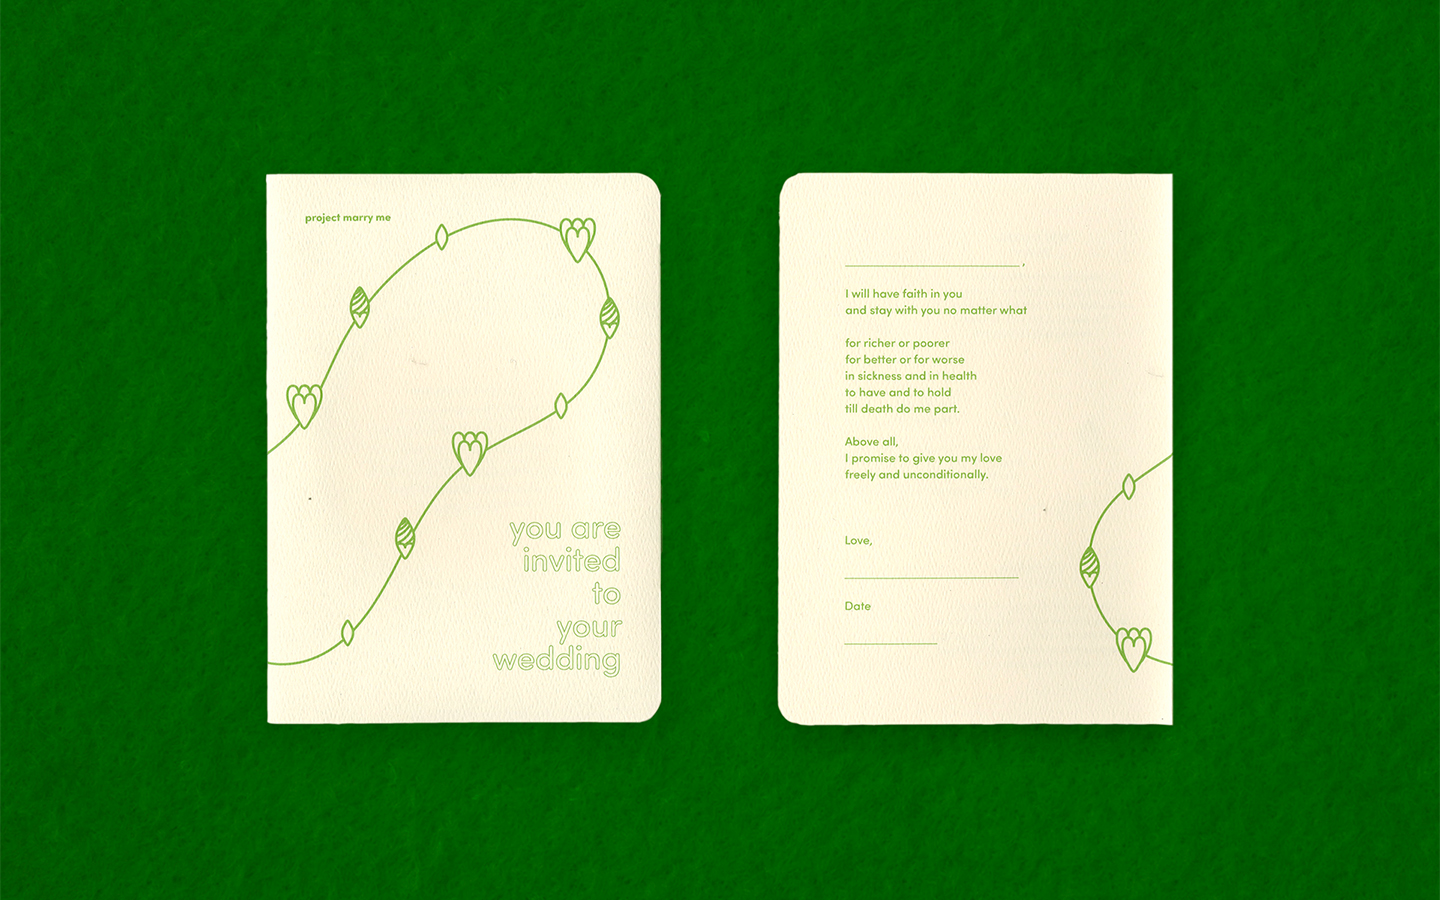 project marry me
you are
invited
to
your
wedding
,
I will have faith in you
and stay with you no matter what
for richer or poorer
for better or for worse
in sickness and in health
to have and to hold
till death do me part.
Above all,
I promise to give you my love
freely and unconditionally.
Love,
Date